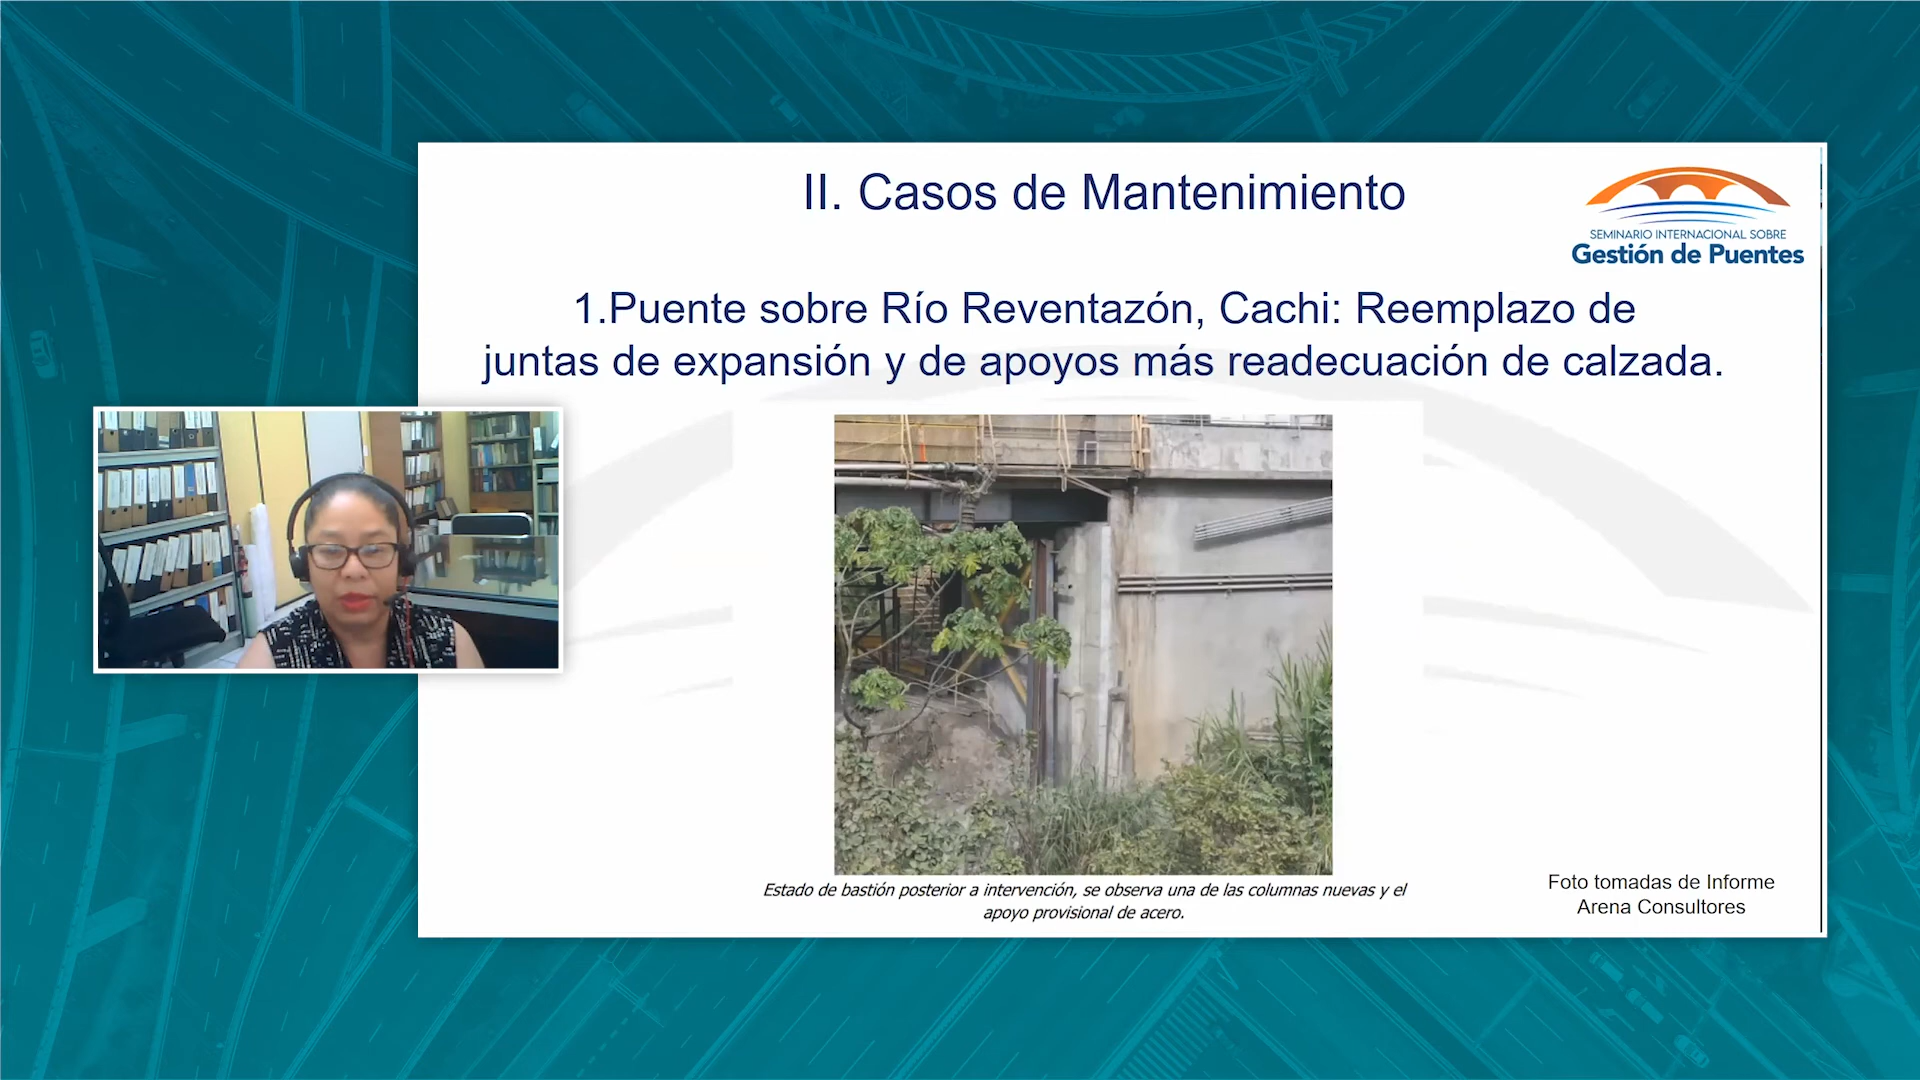 II. Casos de Mantenimiento
SEMINARIO INTERNACIONAL SOBRE
Gestión de Puentes
1.Puente sobre Río Reventazón, Cachi: Reemplazo de
juntas de expansión y de apoyos más readecuación de calzada.
Estado de bastión posterior a intervención, se observa una de las columnas nuevas y el
apoyo provisional de acero.
Foto tomadas de Informe
Arena Consultores